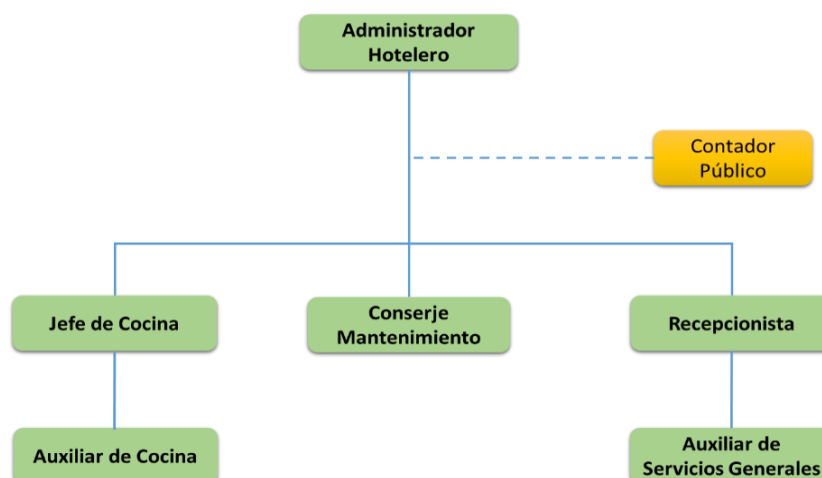 Administrador
Hotelero
Contador
Público
Jefe de Cocina
Conserje
Mantenimiento
Recepcionista
Auxiliar de Cocina
Auxiliar de
Servicios Generales